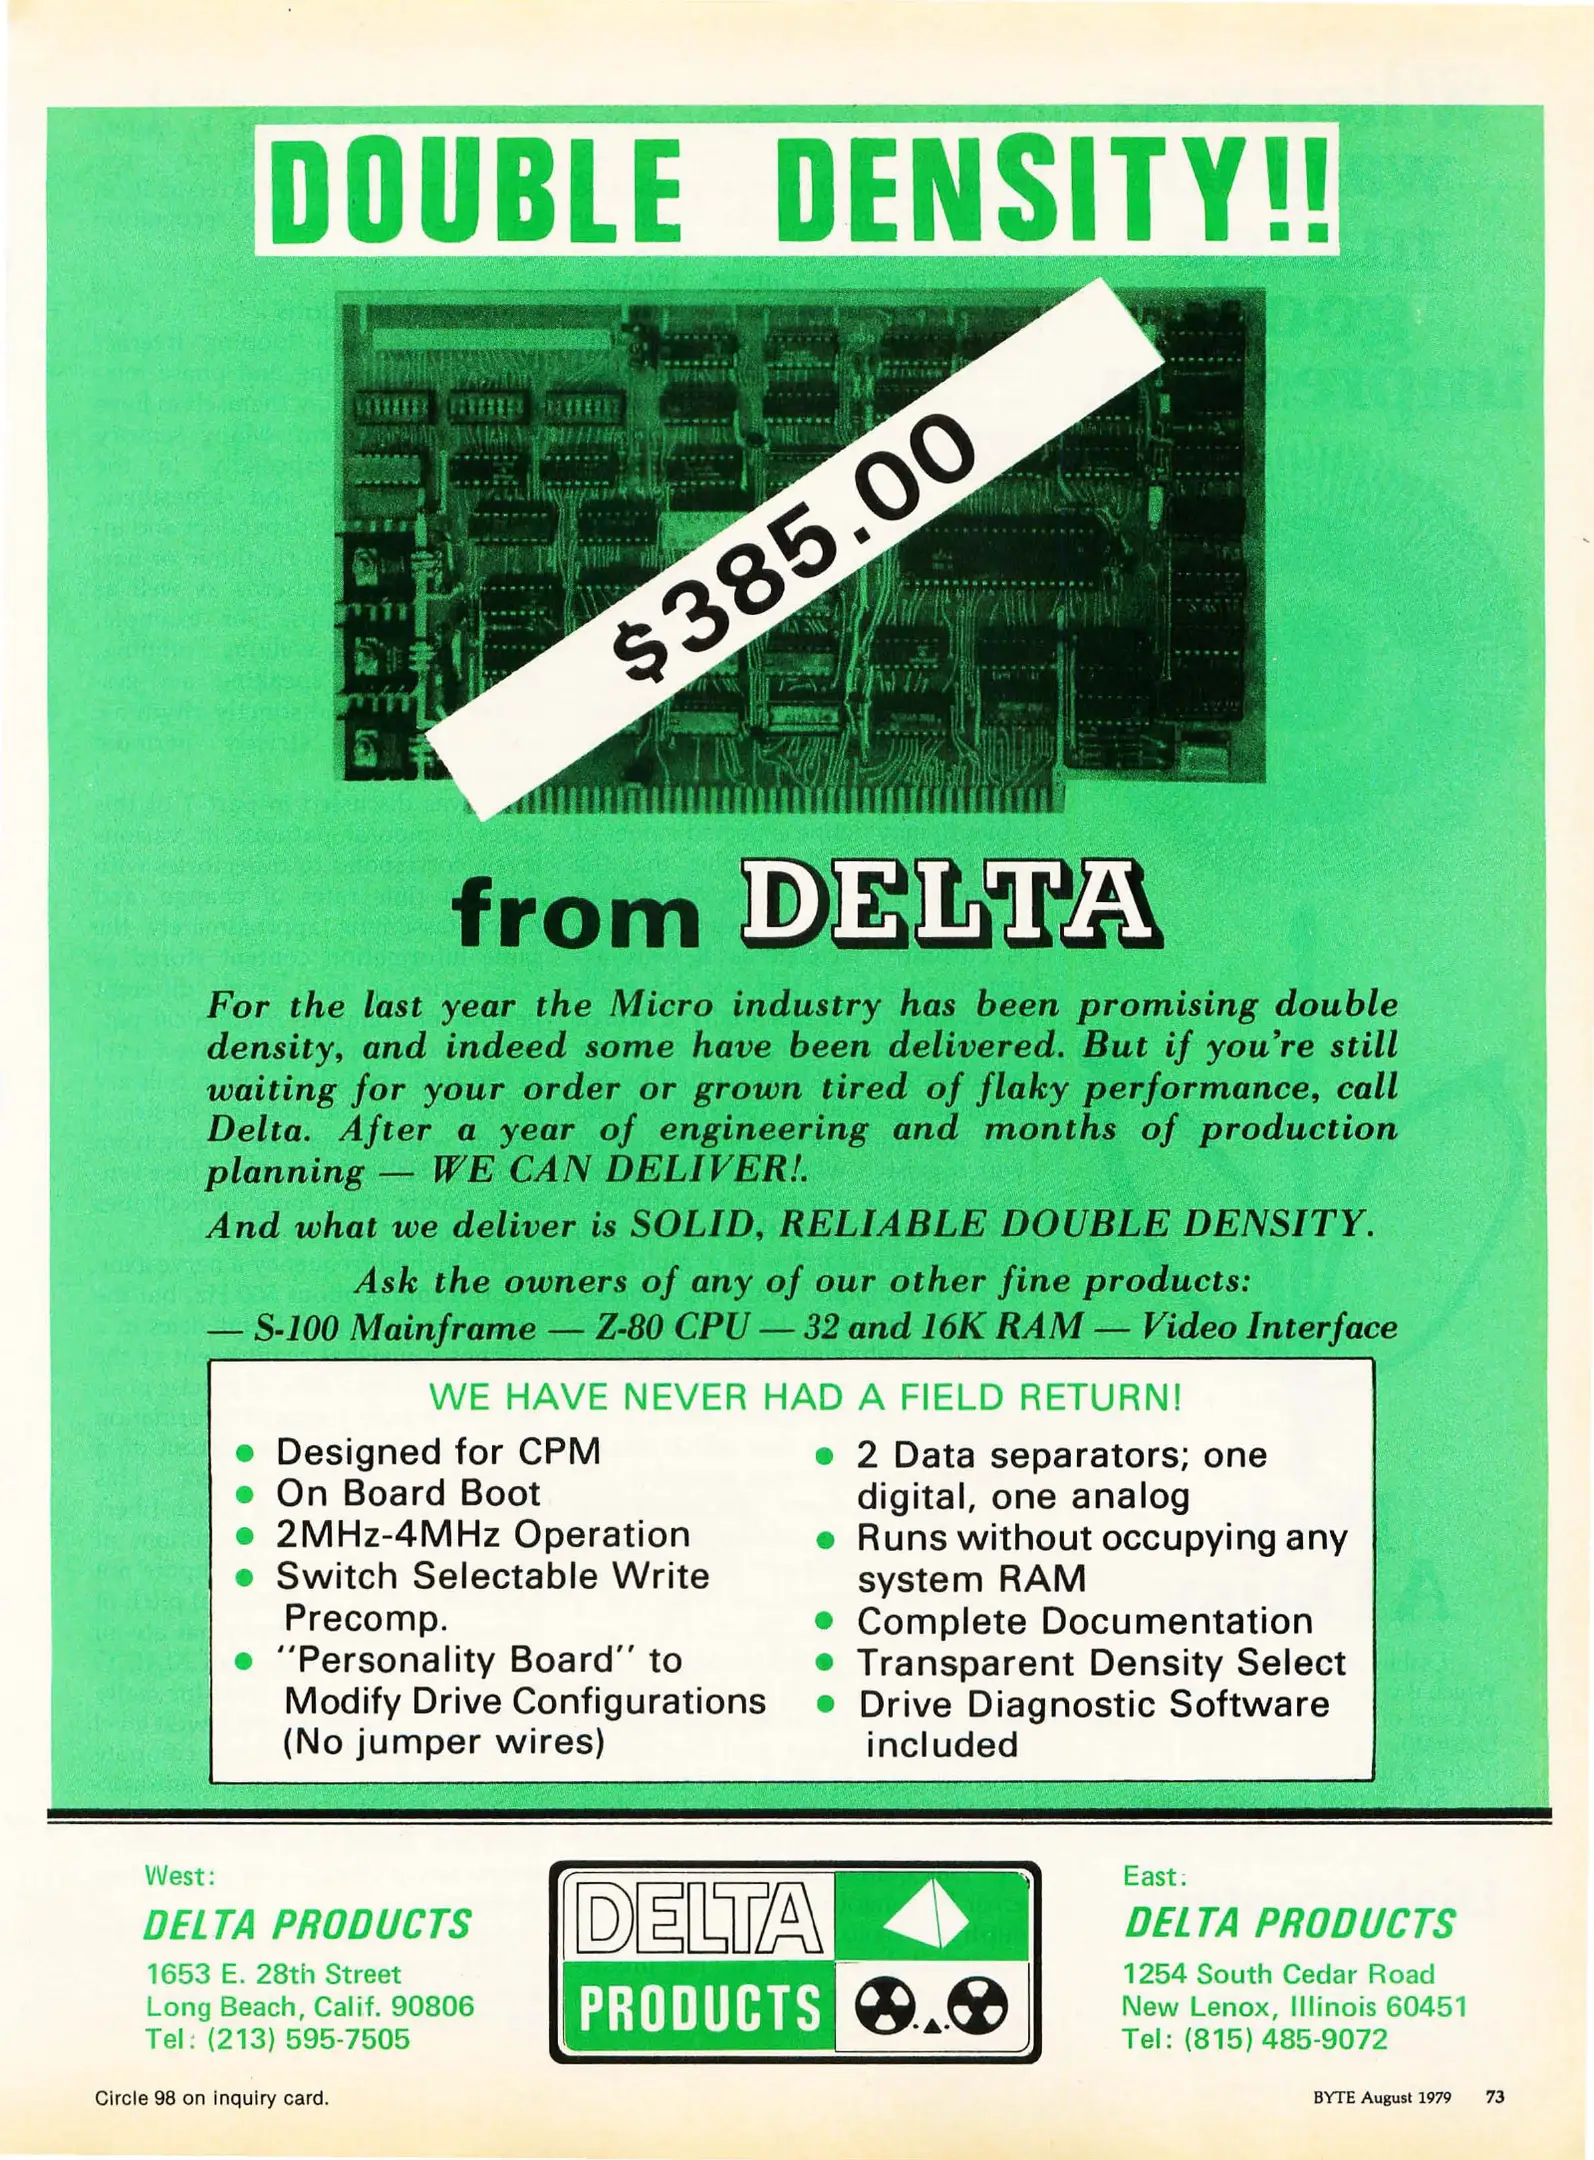 DOUBLE DENSITY!!
$385.00
from DELTA
For the last year the Micro industry has been promising double
density, and indeed some have been delivered. But if you're still
waiting for your order or grown tired of flaky performance, call
Delta. After a year of engineering and months of production
planning — WE CAN DELIVER!.
And what we deliver is SOLID, RELIABLE DOUBLE DENSITY.
Ask the owners of any of our other fine products:
— S-100 Mainframe — Z-80 CPU — 32 and 16K RAM — Video Interface
WE HAVE NEVER HAD A FIELD RETURN!
• Designed for CPM
• On Board Boot
• 2MHz-4MHz Operation
• Switch Selectable Write
Precomp.
• "Personality Board" to
Modify Drive Configurations
(No jumper wires)
• 2 Data separators; one
digital, one analog
• Runs without occupying any
system RAM
• Complete Documentation
• Transparent Density Select
• Drive Diagnostic Software
included
West:
DELTA PRODUCTS
1653 E. 28th Street
Long Beach, Calif. 90806
Tel: (213) 595-7505
DELTA
PRODUCTS
East:
DELTA PRODUCTS
1254 South Cedar Road
New Lenox, Illinois 60451
Tel: (815) 485-9072
Circle 98 on inquiry card.
BYTE August 1979 73